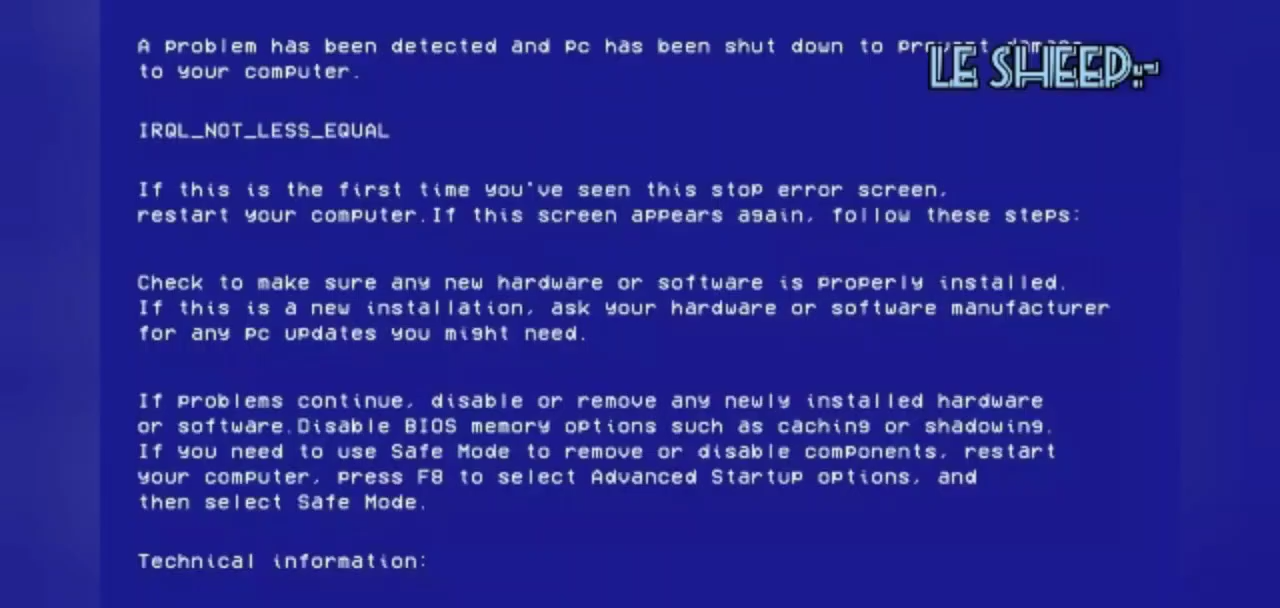 A problem has been detected and pc has been shut down to prevent damage
to your computer.
LE SHEEP:-
IRQL_NOT_LESS_EQUAL
If this is the first time you've seen this stop error screen,
restart your computer.If this screen appears again, follow these steps:
Check to make sure any new hardware or software is properly installed.
If this is a new installation, ask your hardware or software manufacturer
for any pc updates you might need.
If problems continue, disable or remove any newly installed hardware
or software.Disable BIOS memory options such as caching or shadowing.
If you need to use Safe Mode to remove or disable components, restart
your computer, press F8 to select Advanced Startup options, and
then select Safe Mode.
Technical information: